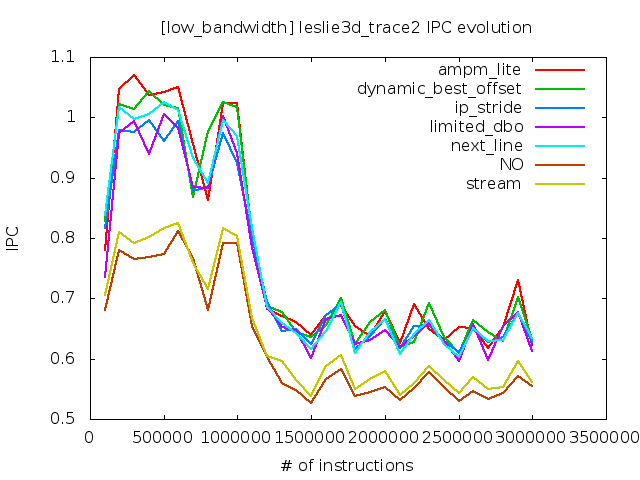 [low_bandwidth] leslie3d_trace2 IPC evolution
1.1
1
0.9
0.8
0.7
0.6
0.5
IPC
ampm_lite
dynamic_best_offset
ip_stride
limited_dbo
next_line
NO
stream
0 500000 1000000 1500000 2000000 2500000 3000000 3500000
# of instructions